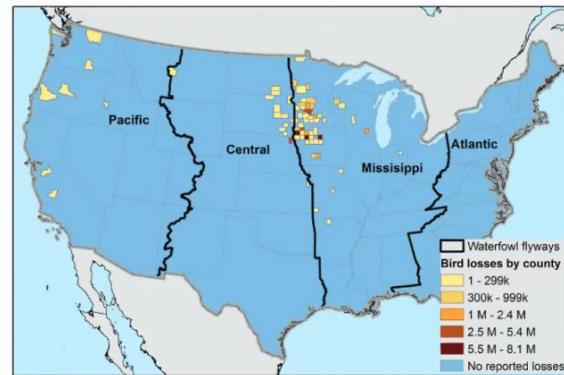 Pacific
Central
Missisippi
Atlantic
Waterfowl flyways
Bird losses by county
1 - 299k
300k - 999k
1 M - 2.4 M
2.5 M - 5.4 M
5.5 M - 8.1 M
No reported losses